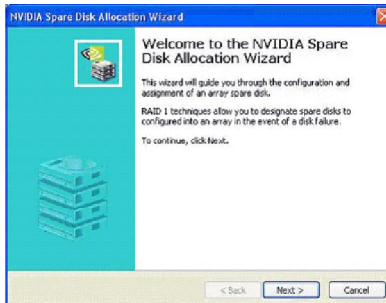 NVIDIA Spare Disk Allocation Wizard
Welcome to the NVIDIA Spare
Disk Allocation Wizard
This wizard will guide you through the configuration and
assignment of an array spare disk.
RAID 1 techniques allow you to designate spare disks to
configured into an array in the event of a disk failure.
To continue, click Next.
< Back
Next >
Cancel